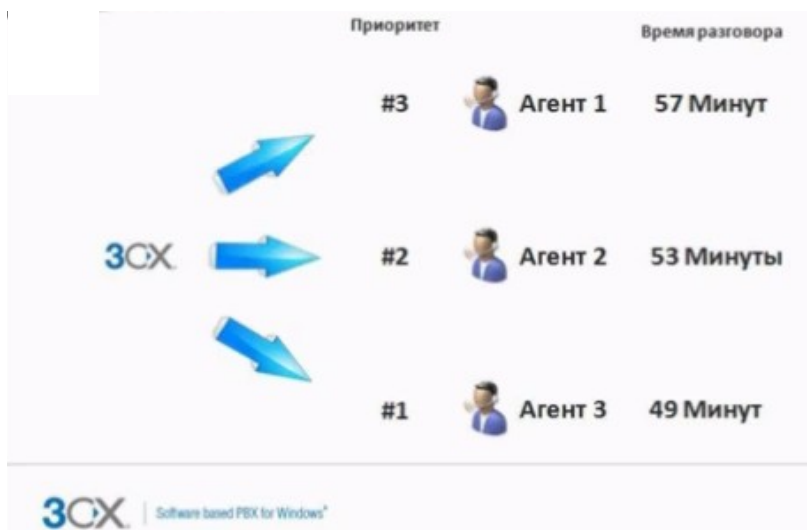 Приоритет Время разговора
#3 Агент 1 57 Минут
3CX #2 Агент 2 53 Минуты
#1 Агент 3 49 Минут
3CX Software based PBX for Windows®